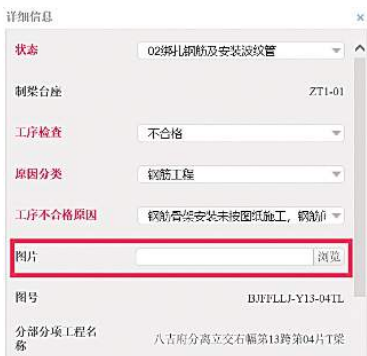 详细信息 ×
状态 02绑扎钢筋及安装波纹管
制梁台座 ZT1-01
工序检查 不合格
原因分类 钢筋工程
工序不合格原因 钢筋骨架安装未按图纸施工，钢筋间
图片 浏览
图号 BJFFLLJ-Y13-04TL
分部分项工程名
称 八吉府分离立交右幅第13跨第04片T梁